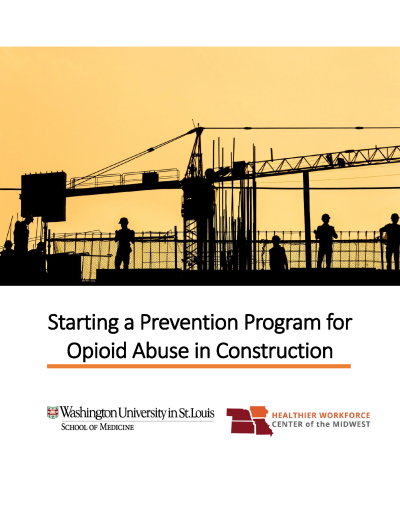 Starting a Prevention Program for
Opioid Abuse in Construction
Washington University in St. Louis
SCHOOL OF MEDICINE
HEALTHIER WORKFORCE
CENTER of the MIDWEST